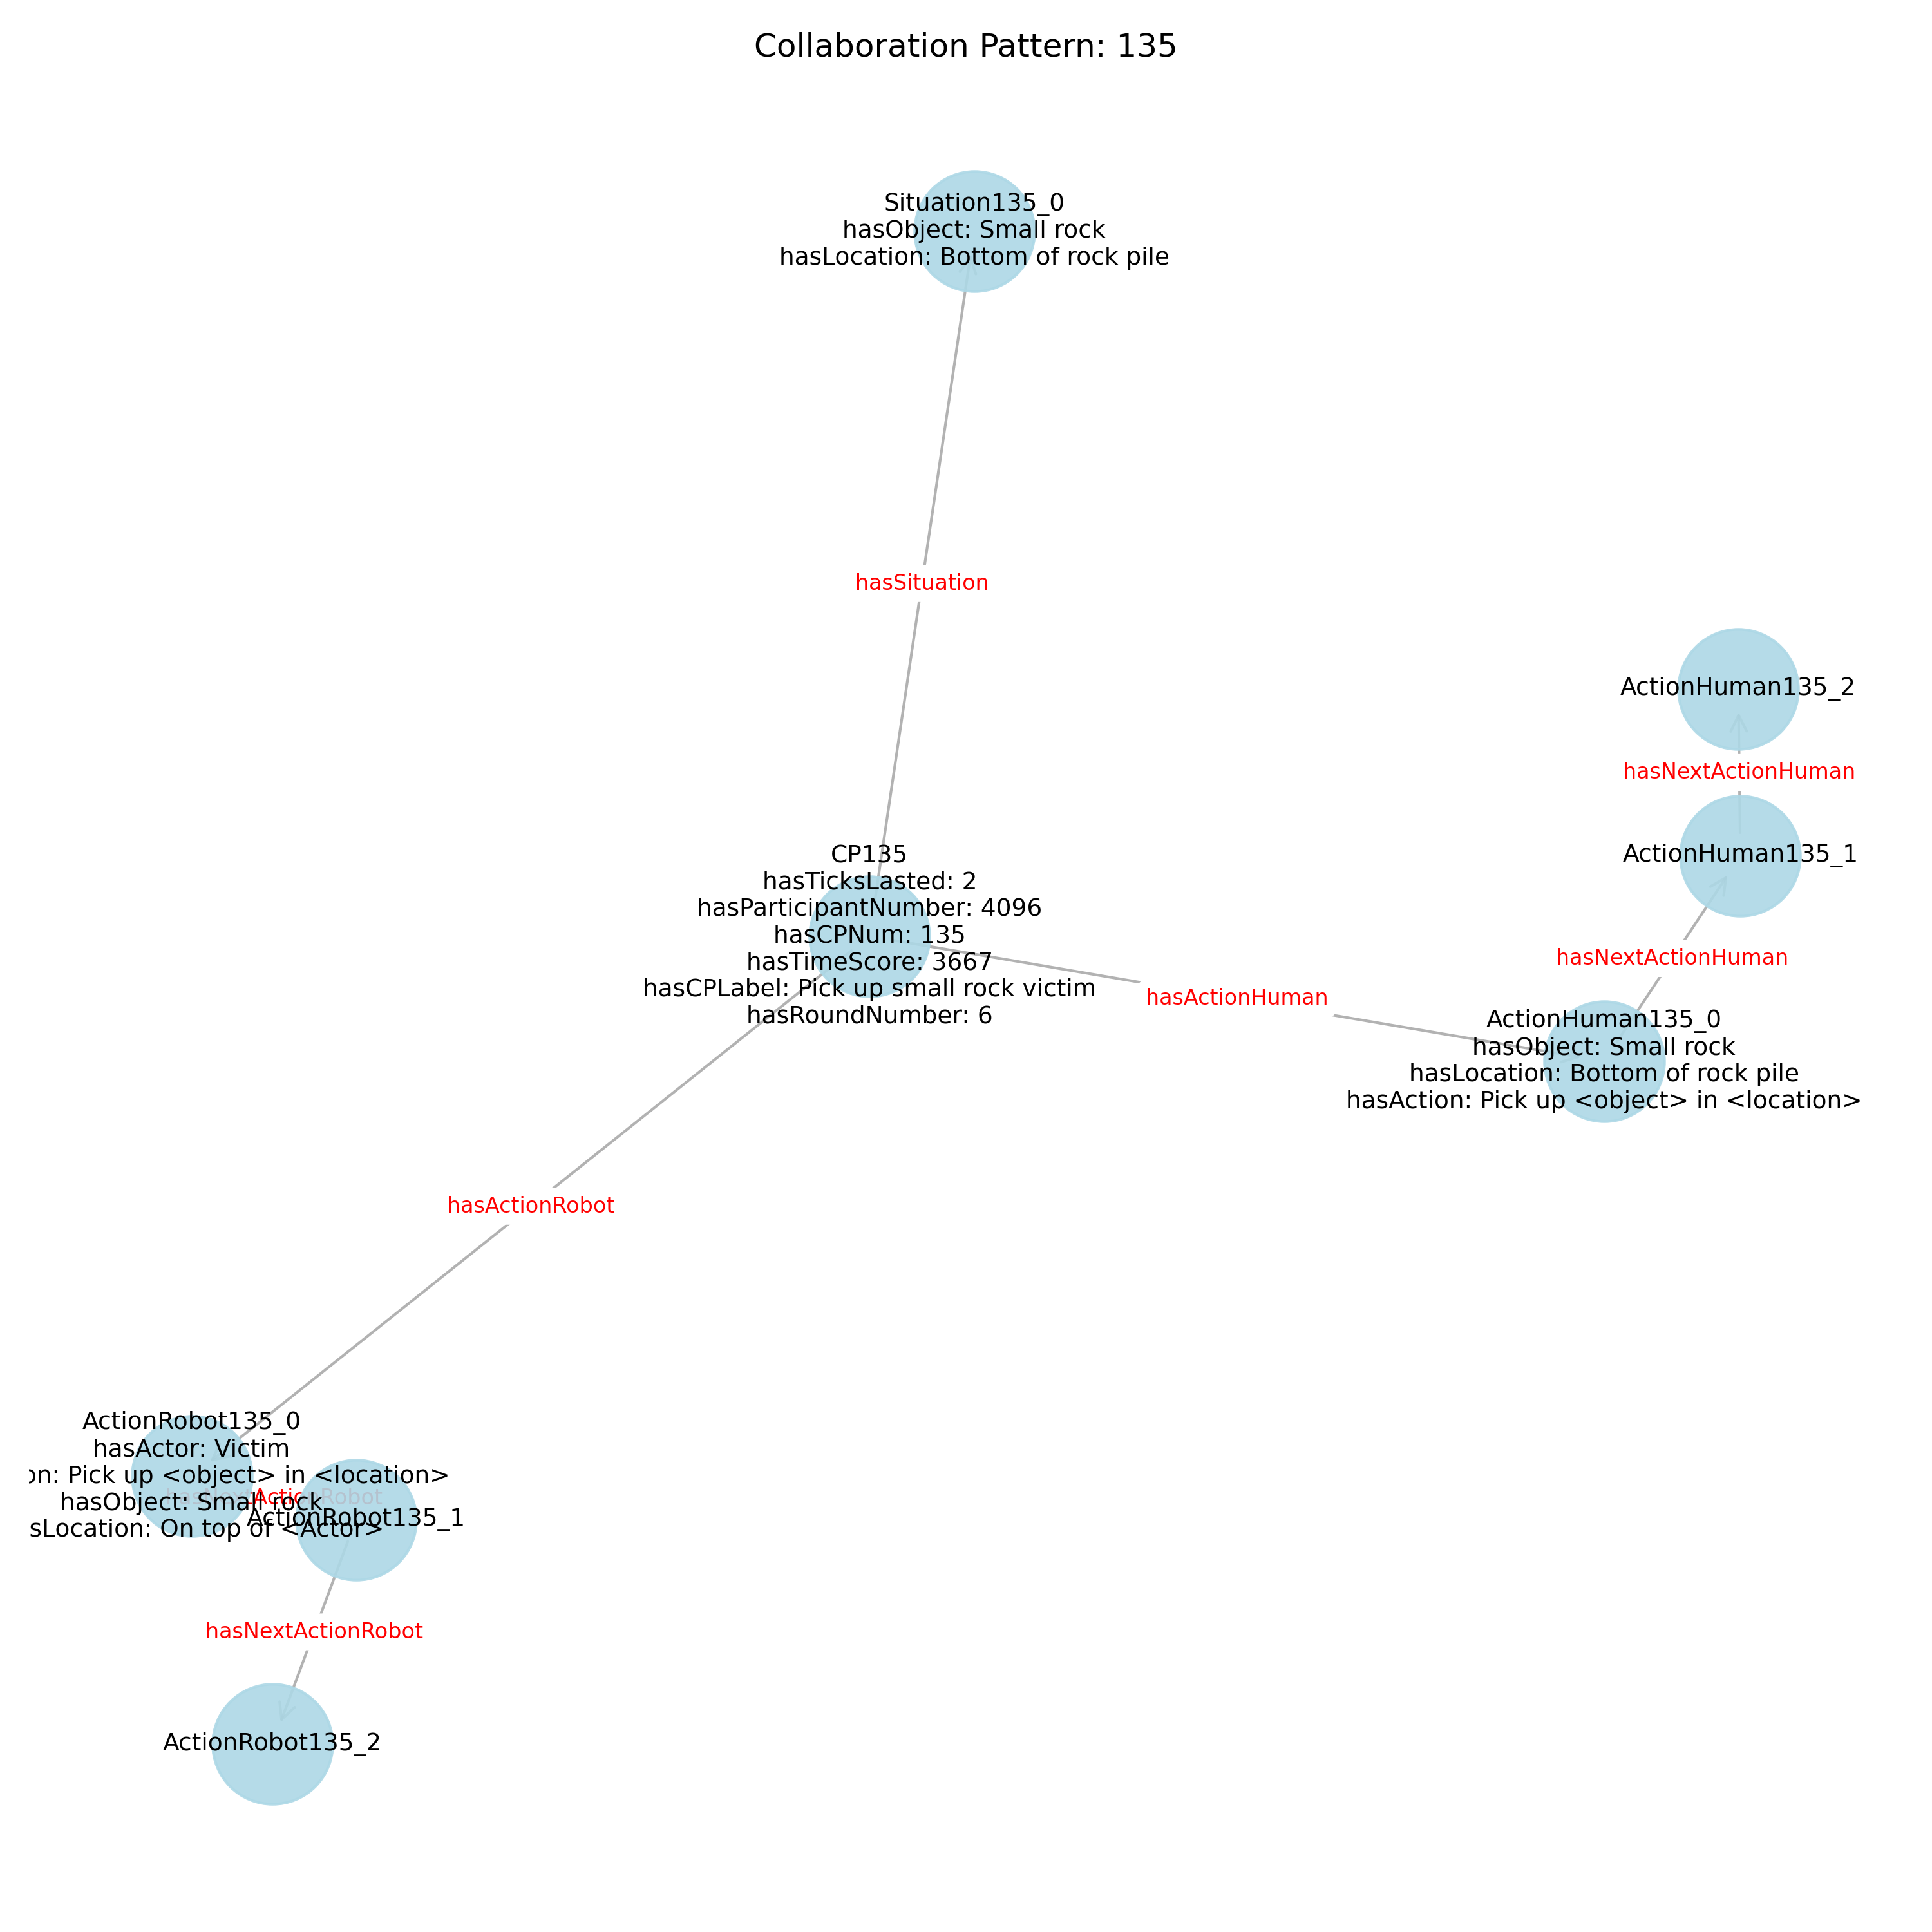 Collaboration Pattern: 135
Situation135_0
hasObject: Small rock
hasLocation: Bottom of rock pile
hasSituation
ActionHuman135_2
hasNextActionHuman
ActionHuman135_1
hasNextActionHuman
CP135
hasTicksLasted: 2
hasParticipantNumber: 4096
hasCPNum: 135
hasTimeScore: 3667
hasCPLabel: Pick up small rock victim
hasRoundNumber: 6
hasActionHuman
ActionHuman135_0
hasObject: Small rock
hasLocation: Bottom of rock pile
hasAction: Pick up <object> in <location>
hasActionRobot
ActionRobot135_0
hasActor: Victim
on: Pick up <object> in <location>
hasObject: Small rock
sLocation: On top of <Actor>
hasNextActionRobot
ActionRobot135_1
hasNextActionRobot
ActionRobot135_2